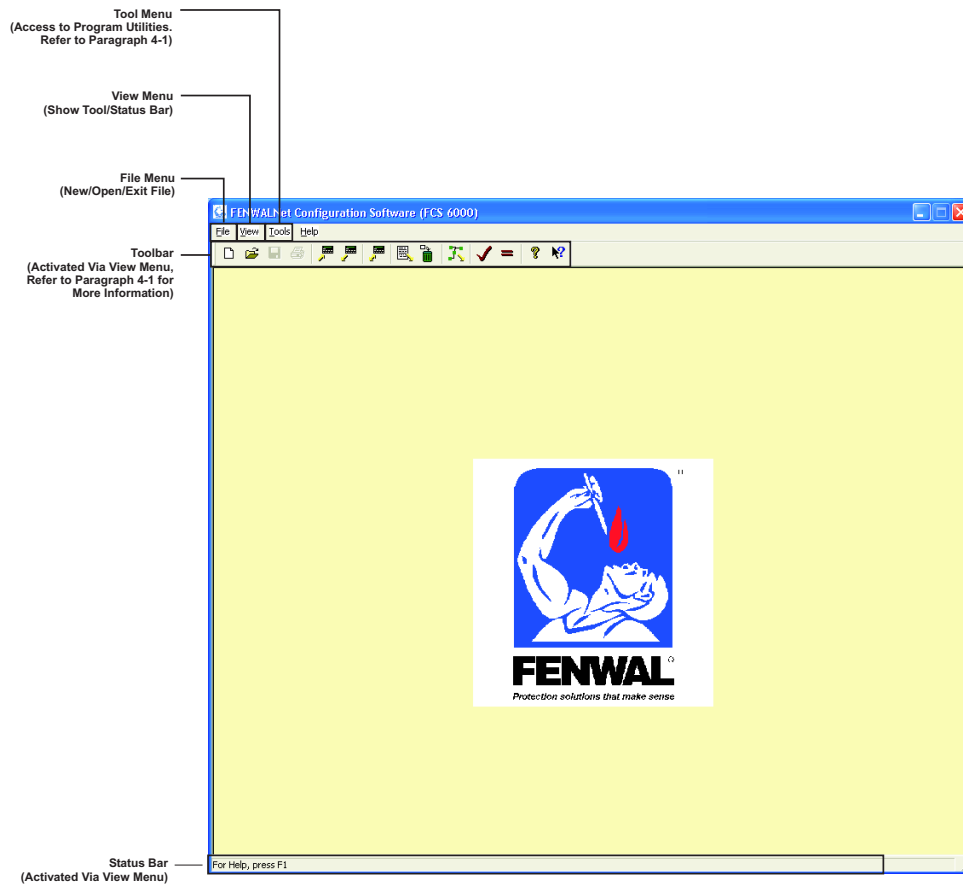 Tool Menu
(Access to Program Utilities.
Refer to Paragraph 4-1)
View Menu
(Show Tool/Status Bar)
File Menu
(New/Open/Exit File)
FENWALNet Configuration Software (FCS 6000)
File View Tools Help
Toolbar
(Activated Via View Menu,
Refer to Paragraph 4-1 for
More Information)
FENWAL
Protection solutions that make sense
Status Bar
(Activated Via View Menu)
For Help, press F1